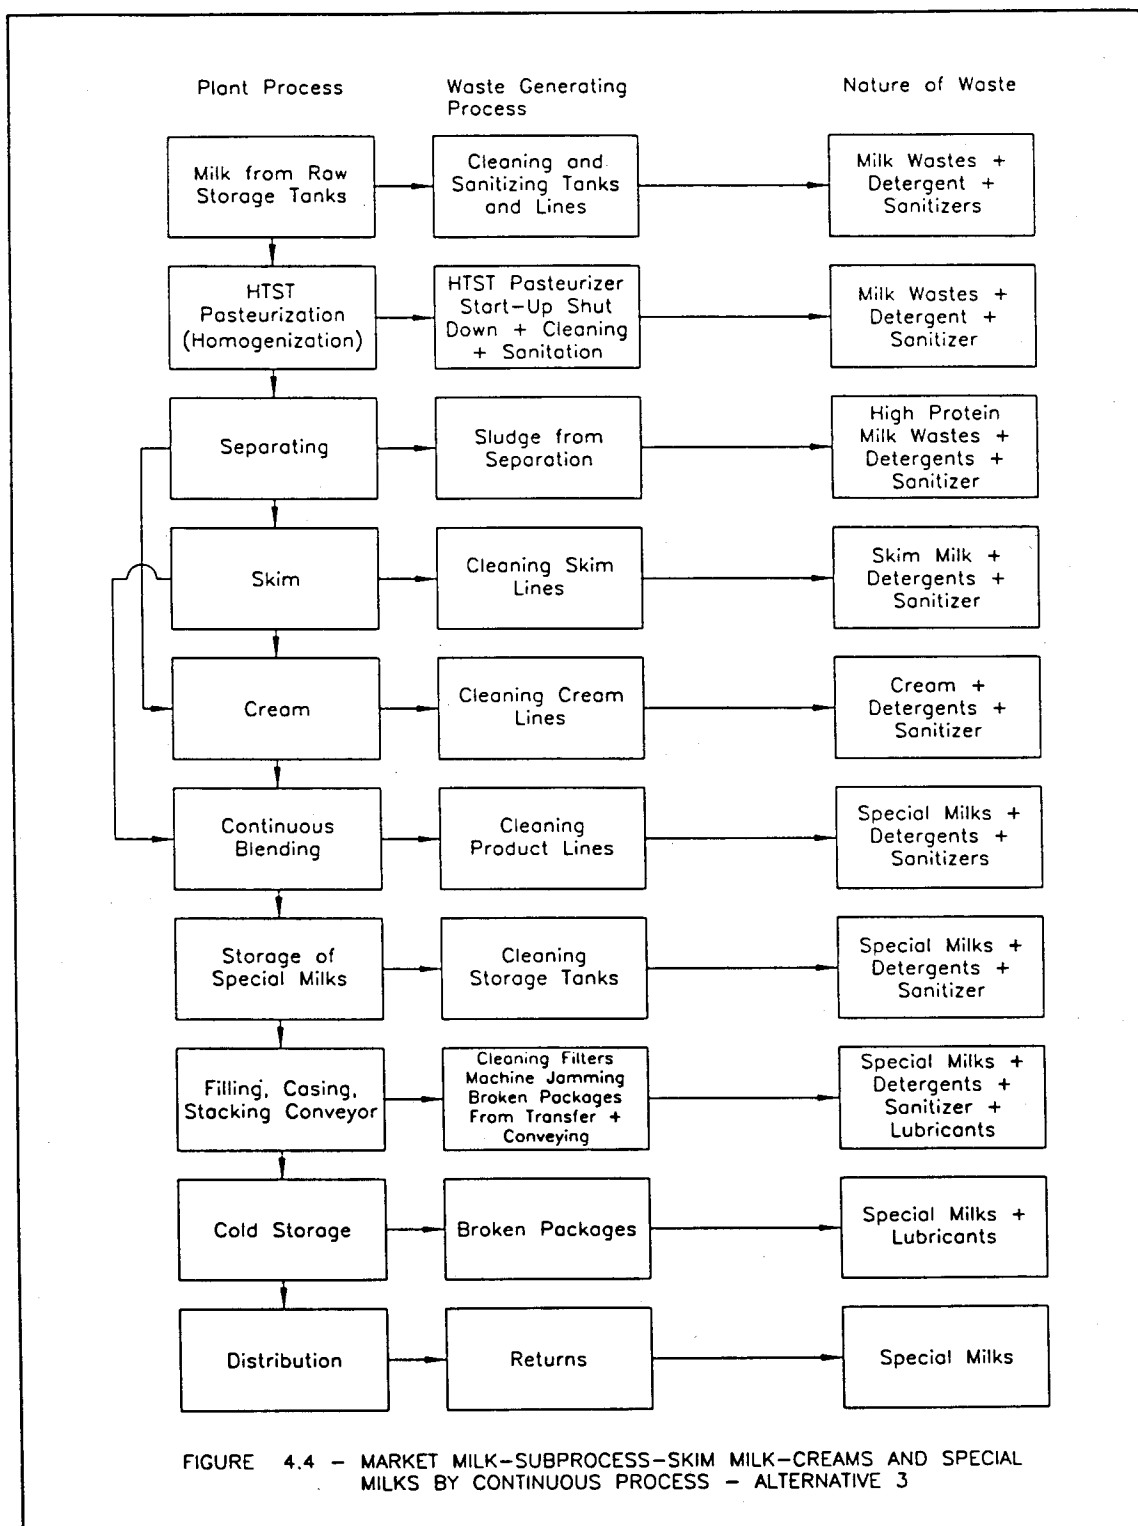 Plant Process
Waste Generating
Process
Nature of Waste
Milk from Raw
Storage Tanks
Cleaning and
Sanitizing Tanks
and Lines
Milk Wastes +
Detergent +
Sanitizers
HTST
Pasteurization
(Homogenization)
HTST Pasteurizer
Start-Up Shut
Down + Cleaning
+ Sanitation
Milk Wastes +
Detergent +
Sanitizer
Separating
Sludge from
Separation
High Protein
Milk Wastes +
Detergents +
Sanitizer
Skim
Cleaning Skim
Lines
Skim Milk +
Detergents +
Sanitizer
Cream
Cleaning Cream
Lines
Cream +
Detergents +
Sanitizer
Continuous
Blending
Cleaning
Product Lines
Special Milks +
Detergents +
Sanitizers
Storage of
Special Milks
Cleaning
Storage Tanks
Special Milks +
Detergents +
Sanitizer
Filling, Casing,
Stacking Conveyor
Cleaning Filters
Machine Jamming
Broken Packages
From Transfer +
Conveying
Special Milks +
Detergents +
Sanitizer +
Lubricants
Cold Storage
Broken Packages
Special Milks +
Lubricants
Distribution
Returns
Special Milks
FIGURE 4.4 – MARKET MILK-SUBPROCESS-SKIM MILK-CREAMS AND SPECIAL
MILKS BY CONTINUOUS PROCESS – ALTERNATIVE 3